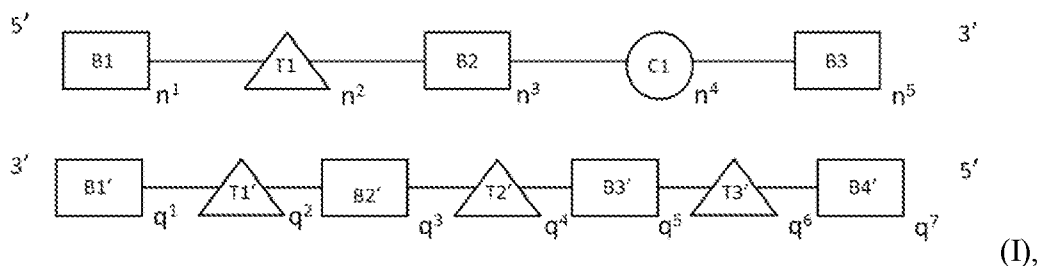 5′ B1 T1 B2 C1 B3 3′
n¹ n² n³ n⁴ n⁵
3′ B1′ T1′ B2′ T2′ B3′ T3′ B4′ 5′
q¹ q² q³ q⁴ q⁵ q⁶ q⁷
(I),